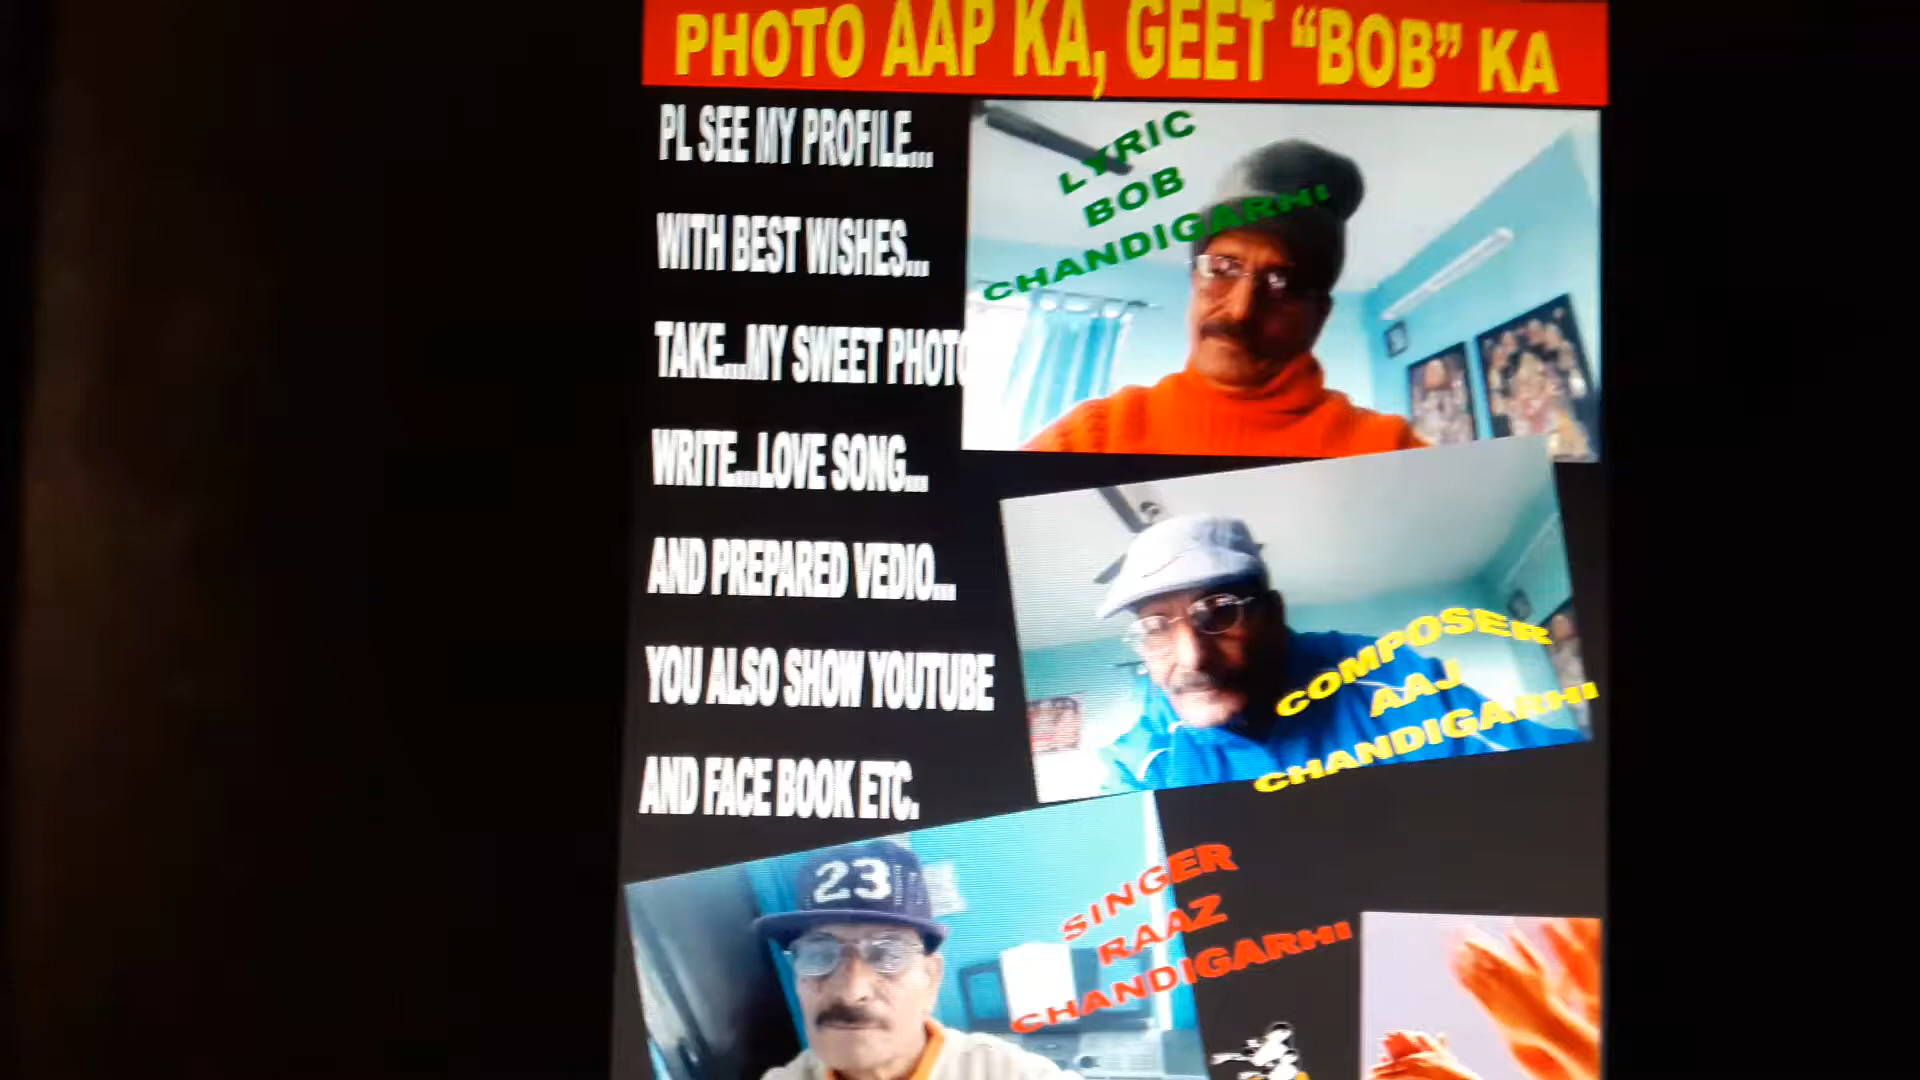 PHOTO AAP KA, GEET “BOB” KA
PL SEE MY PROFILE...
WITH BEST WISHES...
TAKE...MY SWEET PHOTO
WRITE...LOVE SONG...
AND PREPARED VEDIO...
YOU ALSO SHOW YOUTUBE
AND FACE BOOK ETC.
LYRIC
BOB
CHANDIGARHI
COMPOSER
AAJ
CHANDIGARHI
23
SINGER
RAAZ
CHANDIGARHI